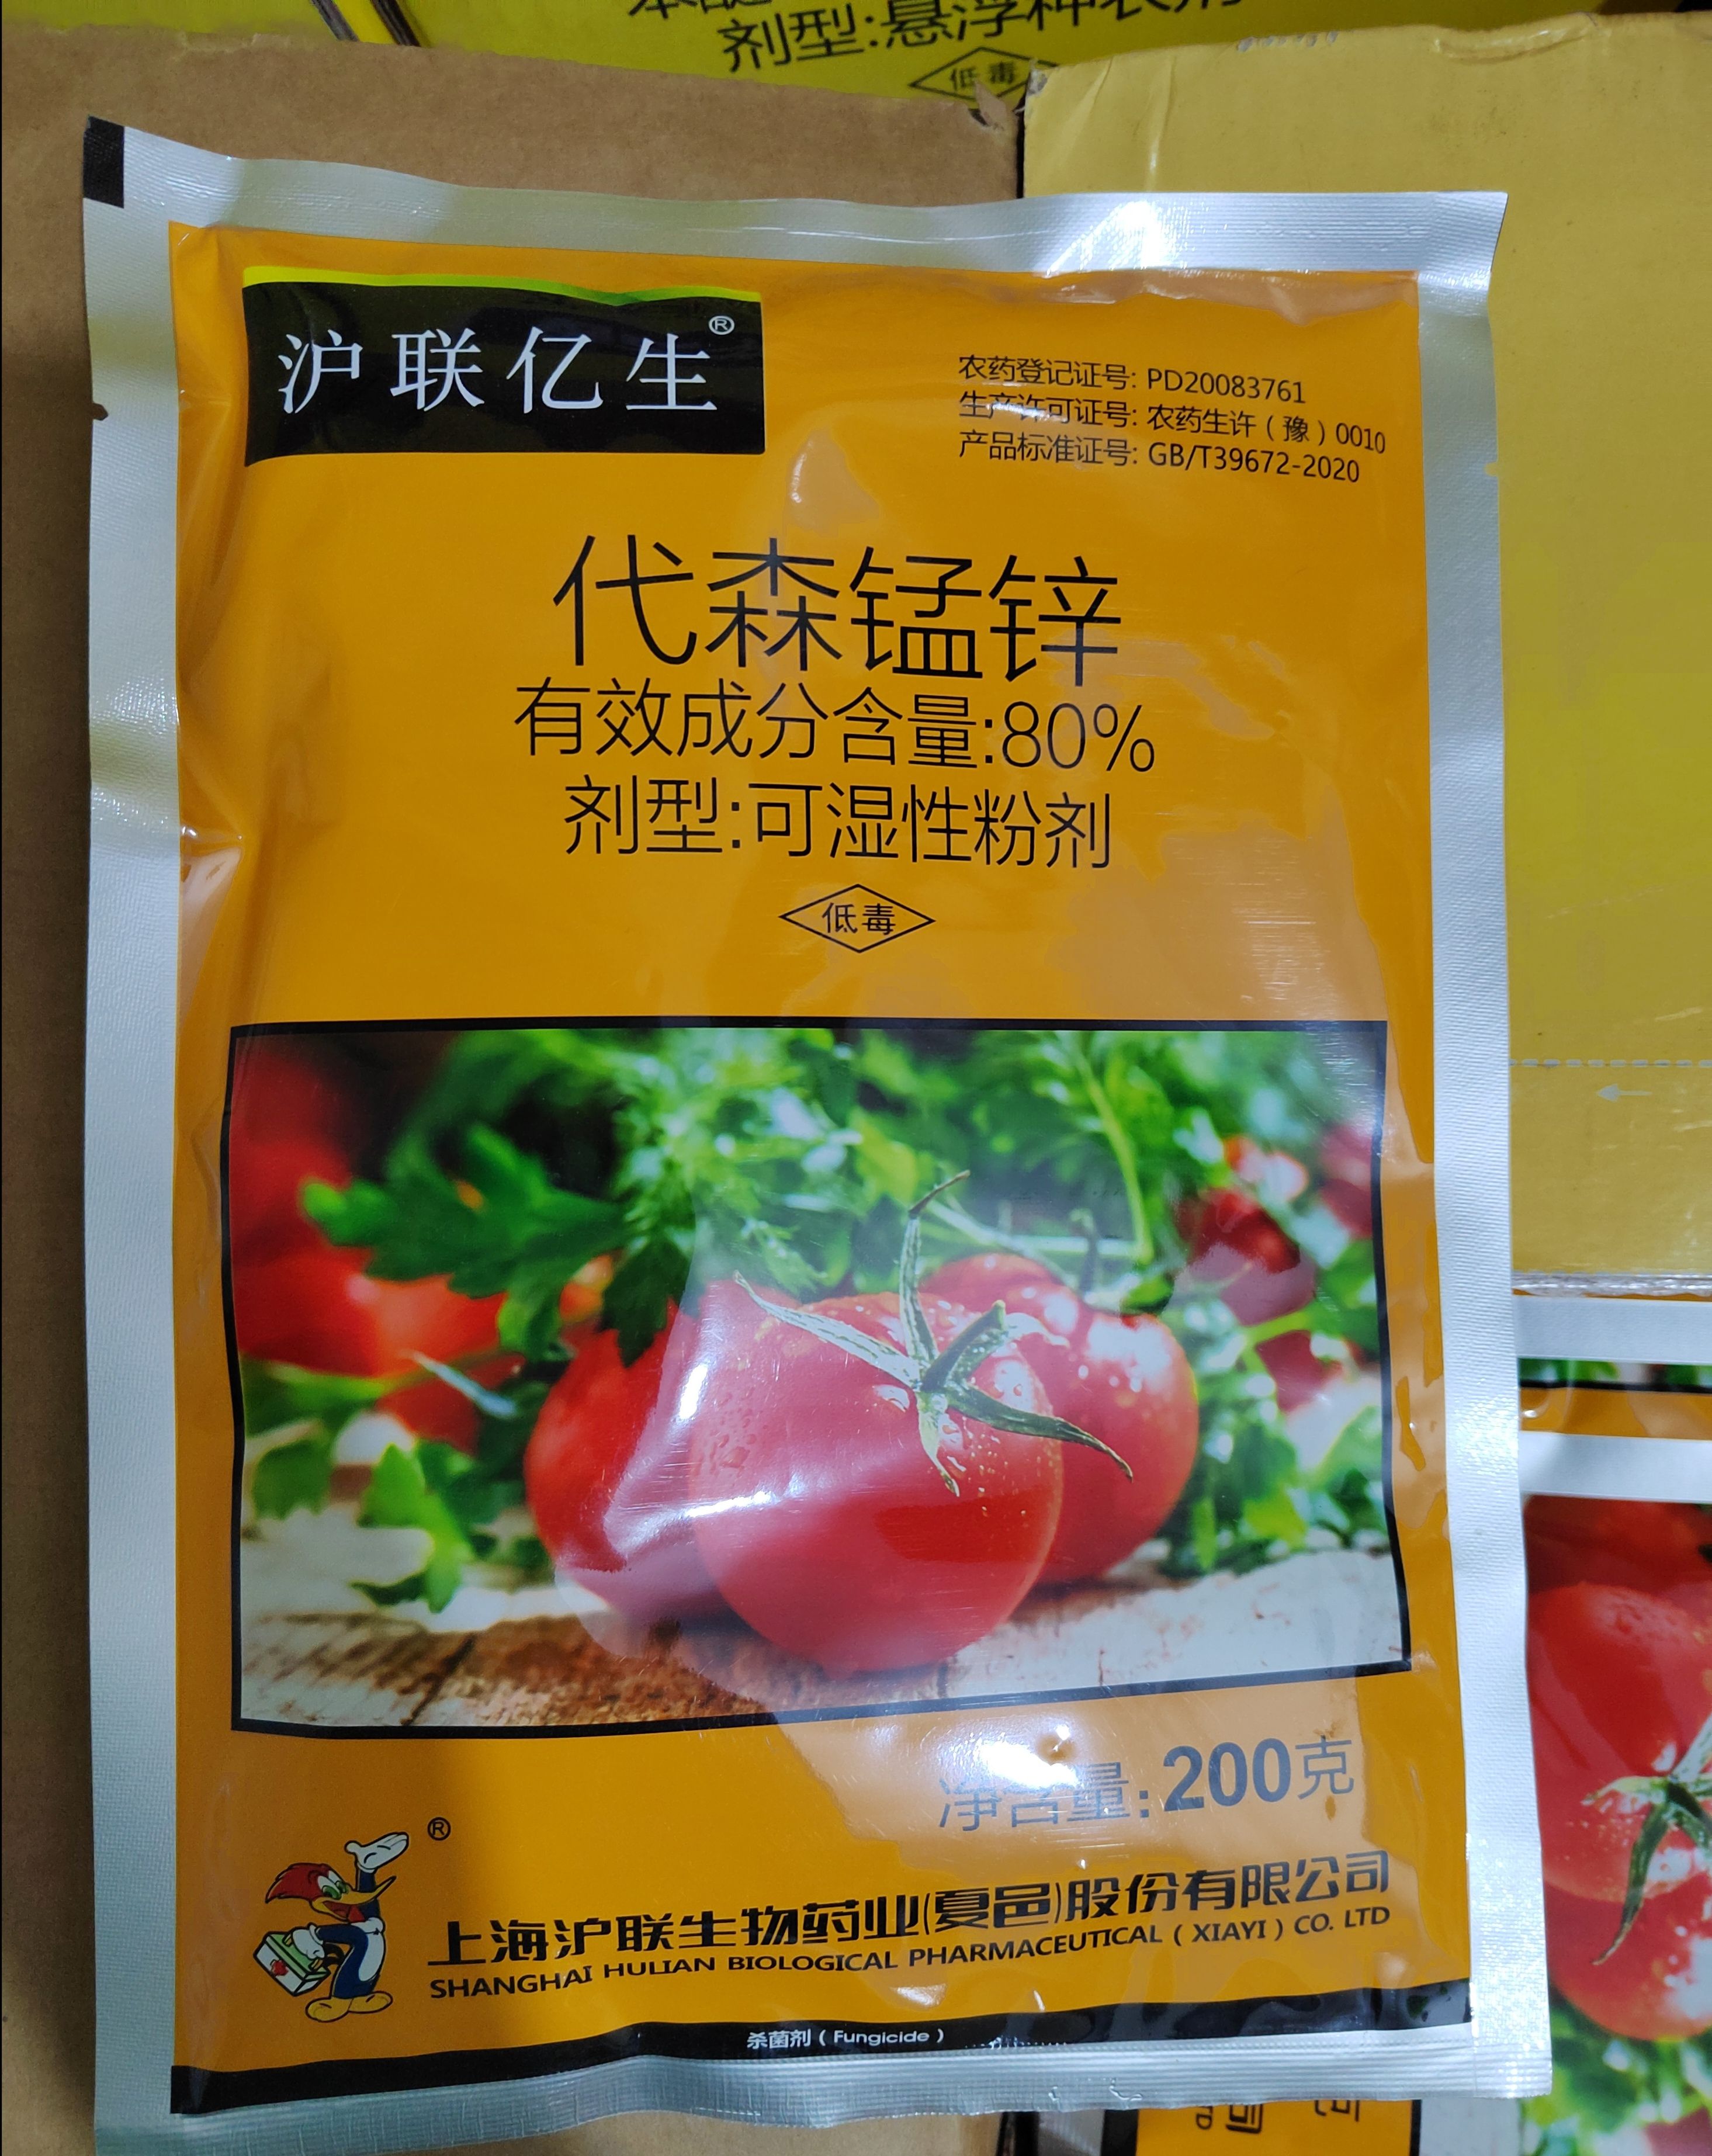 剂型:悬浮种衣剂
低毒
沪联亿生®
农药登记证号: PD20083761
生产许可证号: 农药生许（豫）0010
产品标准证号: GB/T39672-2020
代森锰锌
有效成分含量:80%
剂型:可湿性粉剂
低毒
净含量:200克
®
上海沪联生物药业(夏邑)股份有限公司
SHANGHAI HULIAN BIOLOGICAL PHARMACEUTICAL ( XIAYI ) CO. LTD
杀菌剂 ( Fungicide )